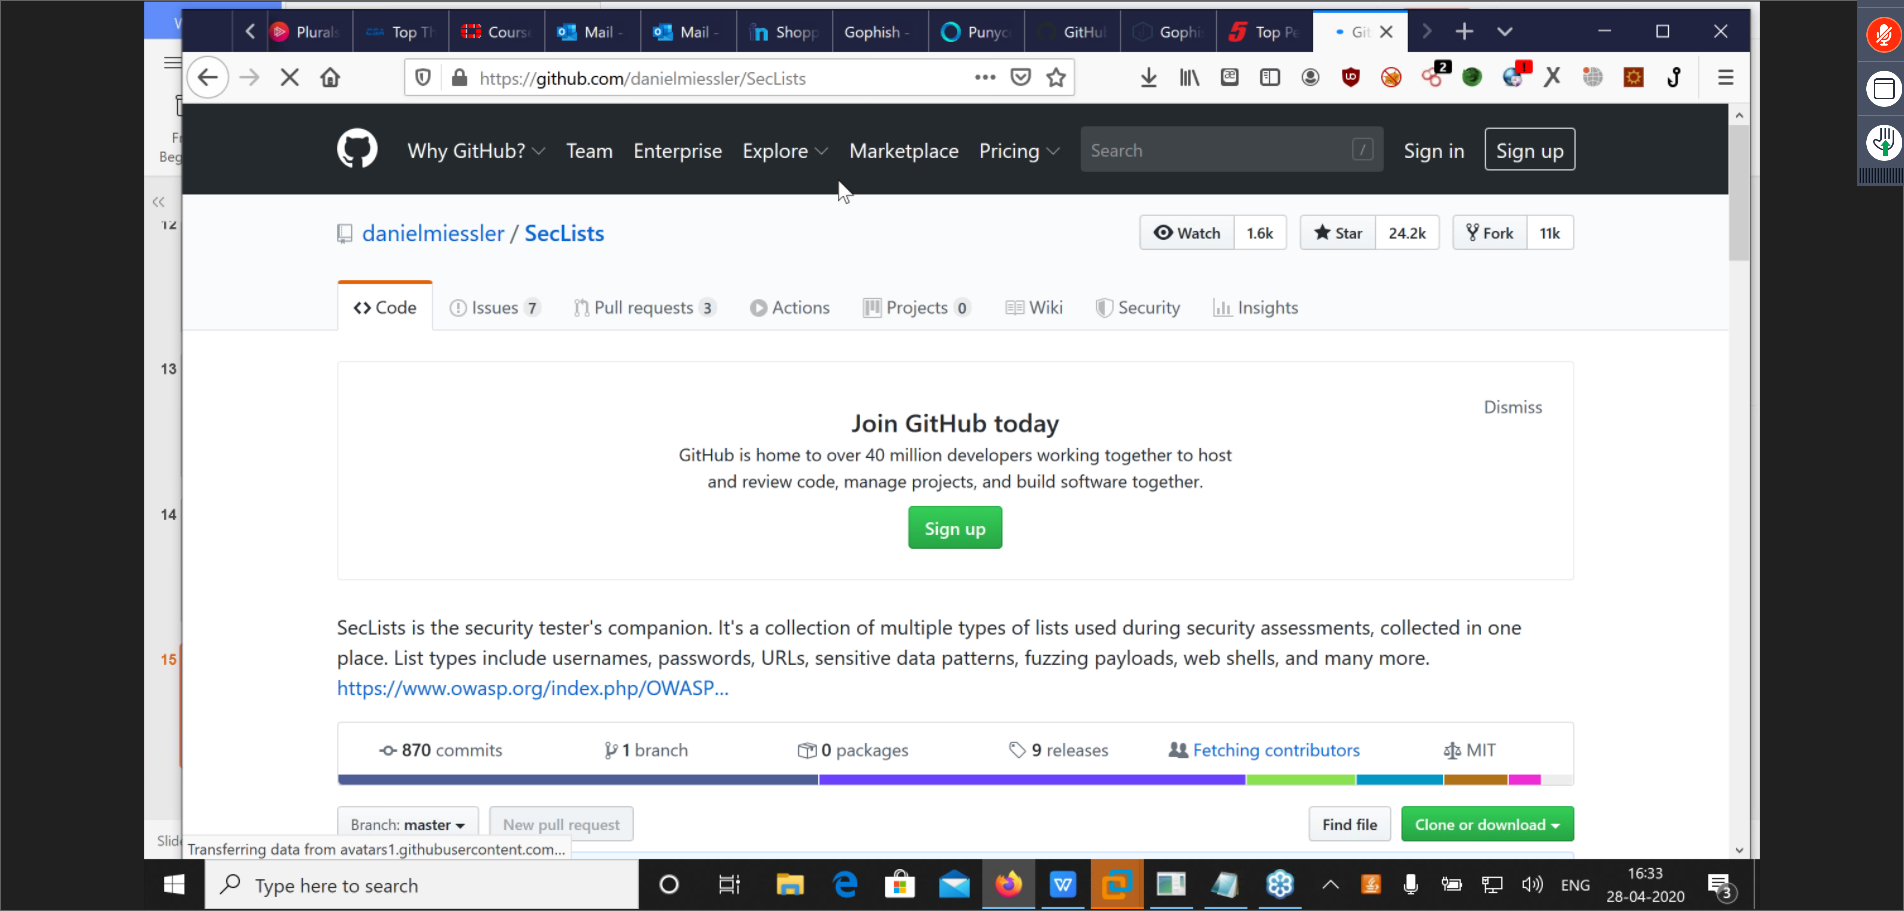 W
Plurals
Top Th
Cours
Mail -
Mail -
in Shopp
Gophish -
Punyc
GitHub
Gophi
Top Pe
Git
https://github.com/danielmiessler/SecLists
2
1
Why GitHub? Team Enterprise Explore Marketplace Pricing Search / Sign in Sign up
Fr
Beg
12
13
14
15
Slide
danielmiessler / SecLists
Watch 1.6k Star 24.2k Fork 11k
Code Issues 7 Pull requests 3 Actions Projects 0 Wiki Security Insights
Dismiss
Join GitHub today
GitHub is home to over 40 million developers working together to host
and review code, manage projects, and build software together.
Sign up
SecLists is the security tester's companion. It's a collection of multiple types of lists used during security assessments, collected in one
place. List types include usernames, passwords, URLs, sensitive data patterns, fuzzing payloads, web shells, and many more.
https://www.owasp.org/index.php/OWASP...
870 commits 1 branch 0 packages 9 releases Fetching contributors MIT
Branch: master New pull request Find file Clone or download
Transferring data from avatars1.githubusercontent.com...
Type here to search
ENG
16:33
28-04-2020
3